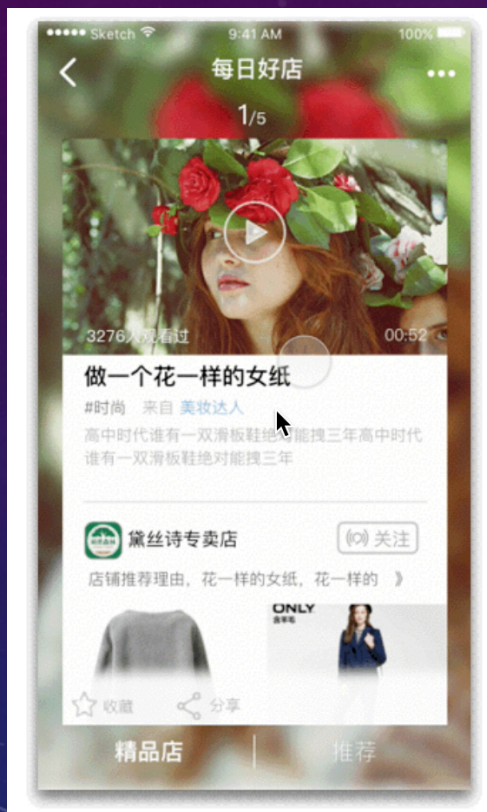 Sketch 9:41 AM 100%
每日好店
1/5
3276人观看过 00:52
做一个花一样的女纸
#时尚 来自 美妆达人
高中时代谁有一双滑板鞋绝对能拽三年高中时代
谁有一双滑板鞋绝对能拽三年
黛丝诗专卖店 关注
店铺推荐理由，花一样的女纸，花一样的 》
ONLY
含羊毛
收藏 分享
精品店 推荐